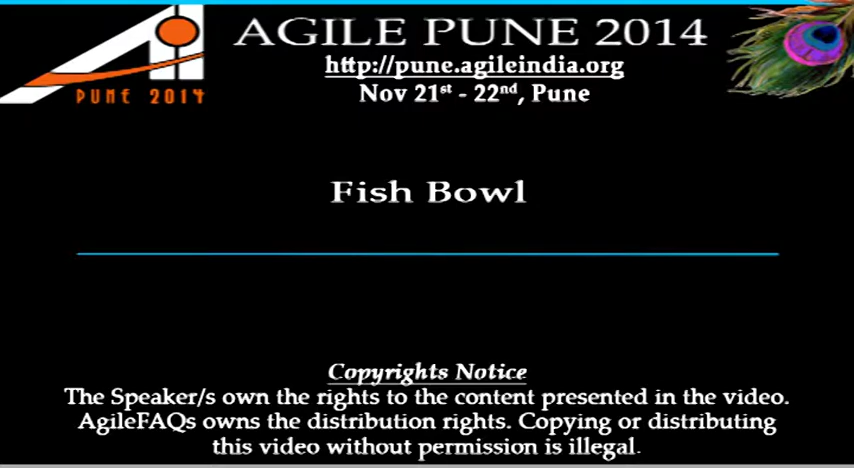 AGILE PUNE 2014
http://pune.agileindia.org
Nov 21st - 22nd, Pune
PUNE 2014
Fish Bowl
Copyrights Notice
The Speaker/s own the rights to the content presented in the video.
AgileFAQs owns the distribution rights. Copying or distributing
this video without permission is illegal.